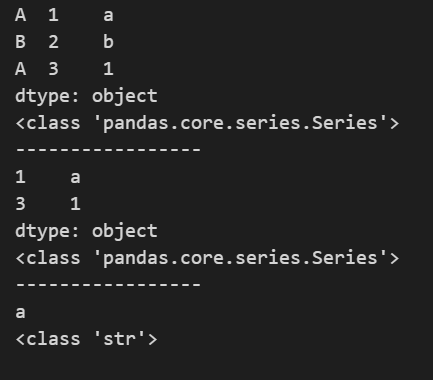 A  1    a
B  2    b
A  3    1
dtype: object
<class 'pandas.core.series.Series'>
-----------------
1    a
3    1
dtype: object
<class 'pandas.core.series.Series'>
-----------------
a
<class 'str'>